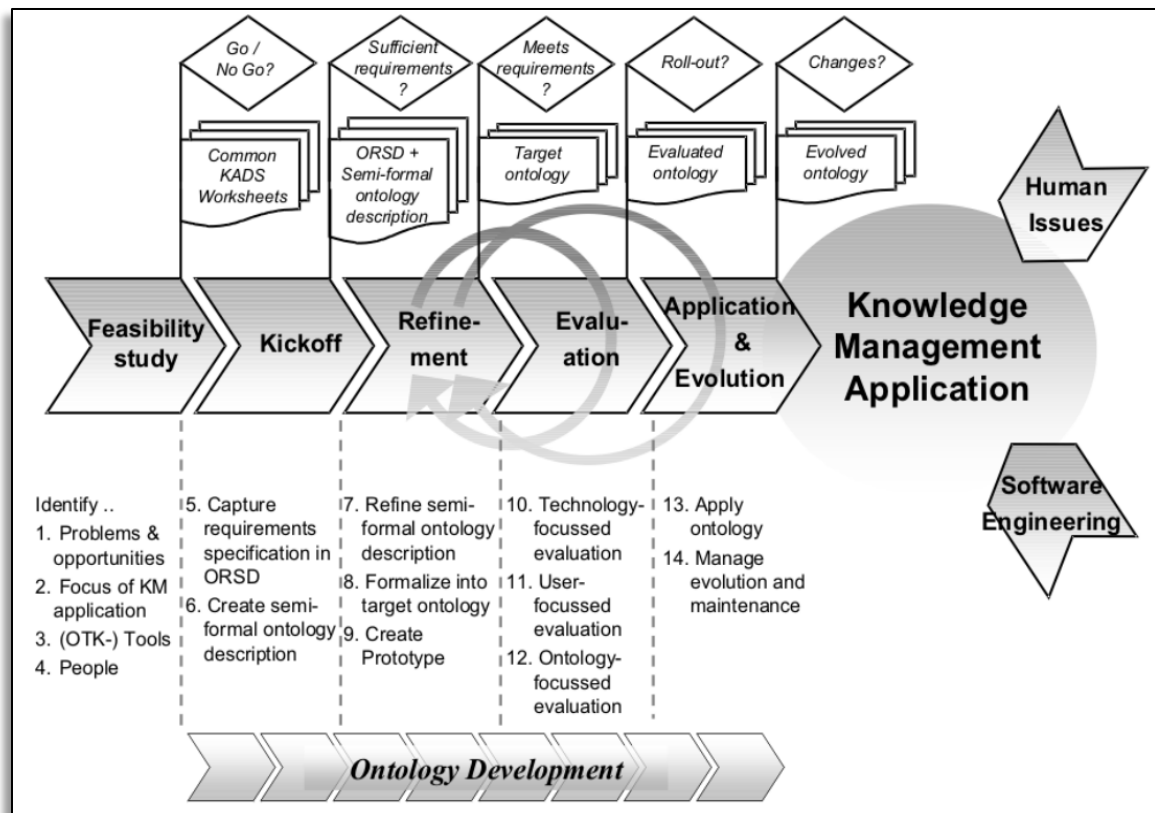 Go /
No Go?
Sufficient
requirements
?
Meets
requirements
?
Roll-out?
Changes?
Common
KADS
Worksheets
ORSD +
Semi-formal
ontology
description
Target
ontology
Evaluated
ontology
Evolved
ontology
Human
Issues
Feasibility
study
Kickoff
Refine-
ment
Evalu-
ation
Application
&
Evolution
Knowledge
Management
Application
Software
Engineering
Identify ..
1. Problems &
opportunities
2. Focus of KM
application
3. (OTK-) Tools
4. People
5. Capture
requirements
specification in
ORSD
6. Create semi-
formal ontology
description
7. Refine semi-
formal ontology
description
8. Formalize into
target ontology
9. Create
Prototype
10. Technology-
focussed
evaluation
11. User-
focussed
evaluation
12. Ontology-
focussed
evaluation
13. Apply
ontology
14. Manage
evolution and
maintenance
Ontology Development